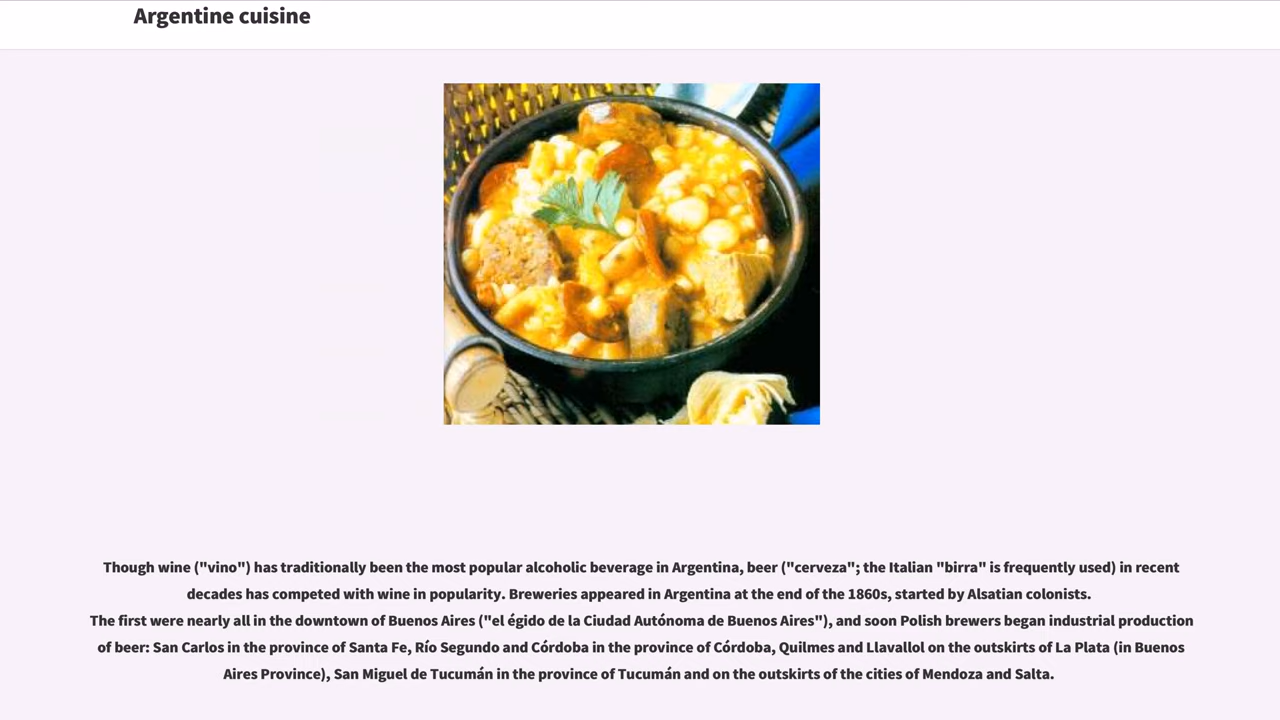 Argentine cuisine
Though wine ("vino") has traditionally been the most popular alcoholic beverage in Argentina, beer ("cerveza"; the Italian "birra" is frequently used) in recent
decades has competed with wine in popularity. Breweries appeared in Argentina at the end of the 1860s, started by Alsatian colonists.
The first were nearly all in the downtown of Buenos Aires ("el égido de la Ciudad Autónoma de Buenos Aires"), and soon Polish brewers began industrial production
of beer: San Carlos in the province of Santa Fe, Río Segundo and Córdoba in the province of Córdoba, Quilmes and Llavallol on the outskirts of La Plata (in Buenos
Aires Province), San Miguel de Tucumán in the province of Tucumán and on the outskirts of the cities of Mendoza and Salta.